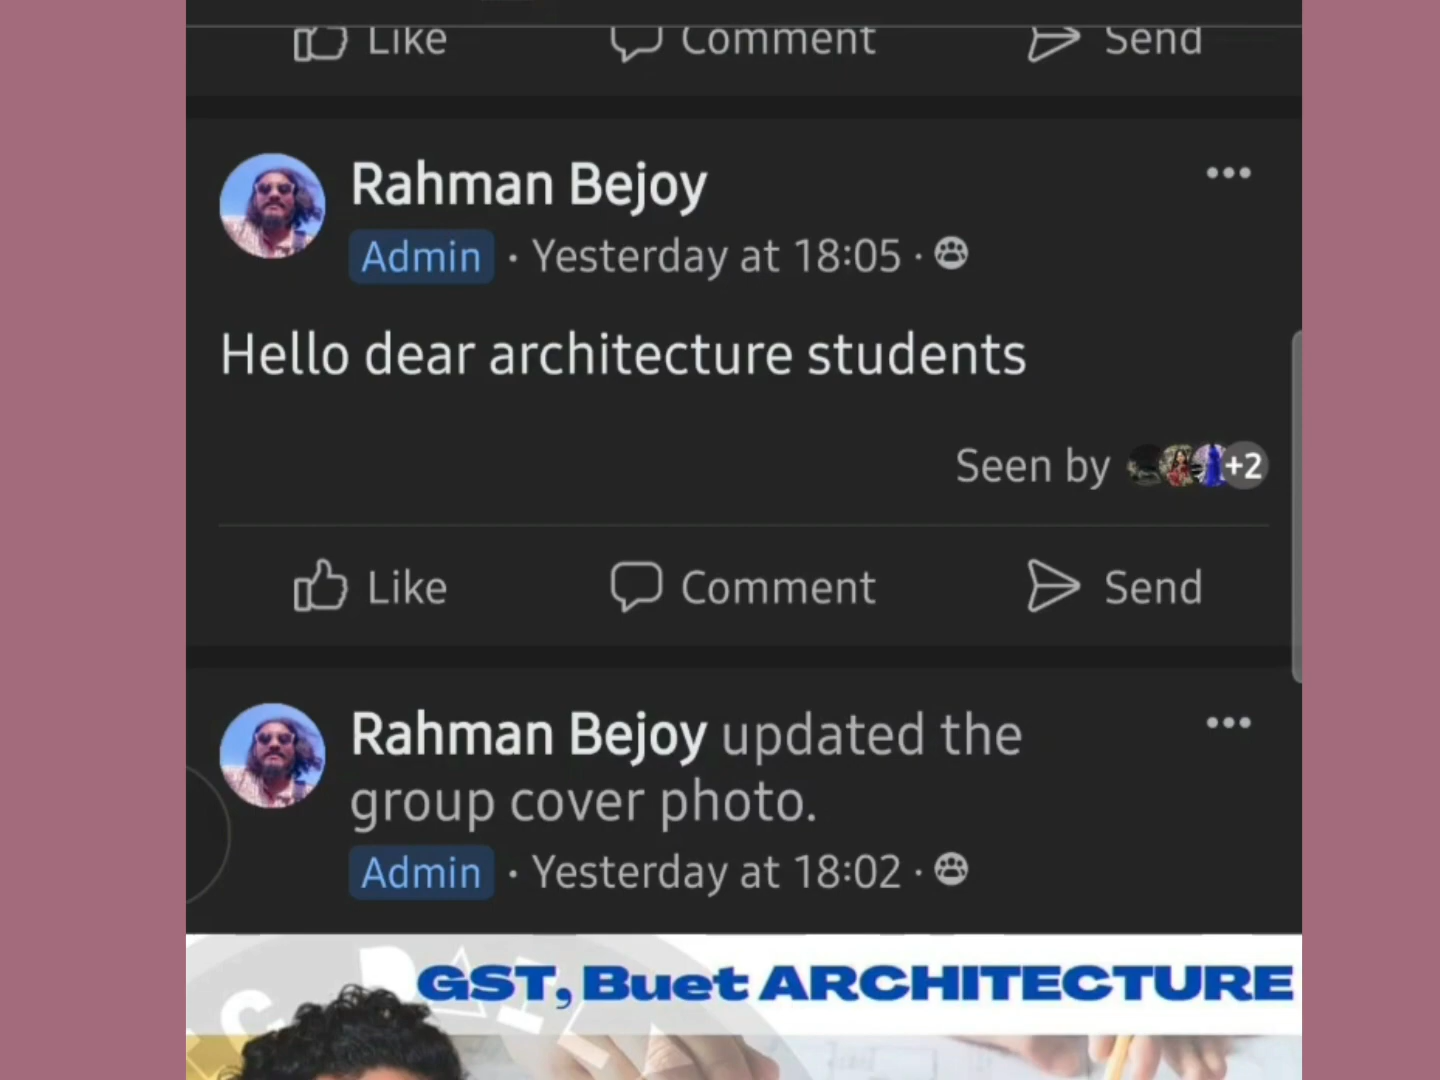 Like Comment Send
Rahman Bejoy
Admin · Yesterday at 18:05 ·
Hello dear architecture students
Seen by +2
Like Comment Send
Rahman Bejoy updated the
group cover photo.
Admin · Yesterday at 18:02 ·
GST, Buet ARCHITECTURE